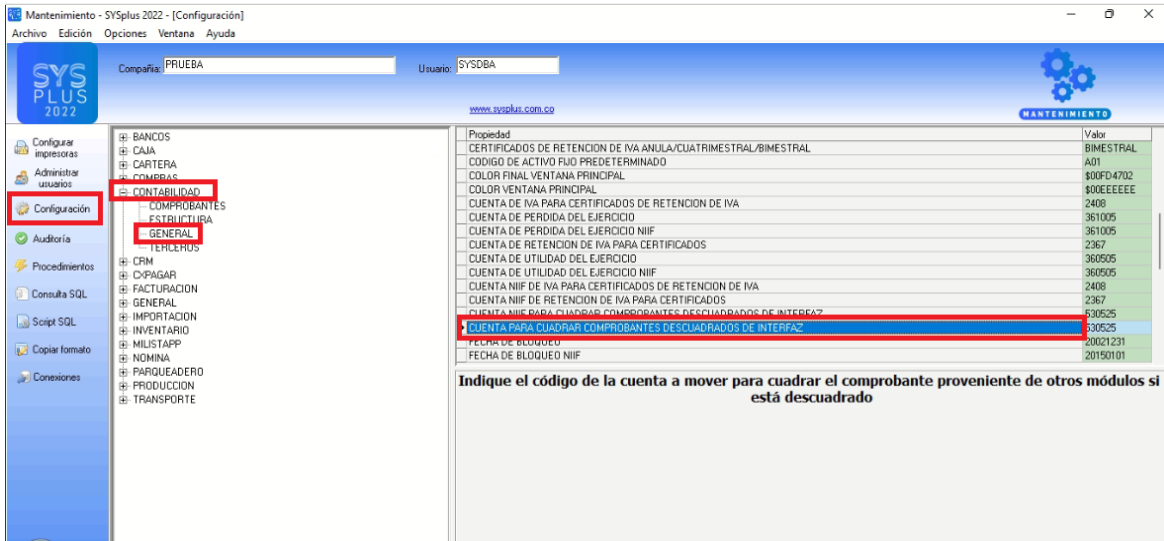 Mantenimiento - SYSplus 2022 - [Configuración]
Archivo Edición Opciones Ventana Ayuda
SYS
PLUS
2022
Compañia: PRUEBA
Usuario: SYSDBA
www.sysplus.com.co
MANTENIMIENTO
Configurar
impresoras
Administrar
usuarios
Configuración
Auditoría
Procedimientos
Consulta SQL
Script SQL
Copiar formato
Conexiones
BANCOS
CAJA
CARTERA
COMPRAS
CONTABILIDAD
COMPROBANTES
ESTRUCTURA
GENERAL
TERCEROS
CRM
CXPAGAR
FACTURACION
GENERAL
IMPORTACION
INVENTARIO
MILISTAPP
NOMINA
PARQUEADERO
PRODUCCION
TRANSPORTE
Propiedad Valor
CERTIFICADOS DE RETENCION DE IVA ANULA/CUATRIMESTRAL/BIMESTRAL BIMESTRAL
CODIGO DE ACTIVO FIJO PREDETERMINADO A01
COLOR FINAL VENTANA PRINCIPAL $00FD4702
COLOR VENTANA PRINCIPAL $00EEEEEE
CUENTA DE IVA PARA CERTIFICADOS DE RETENCION DE IVA 2408
CUENTA DE PERDIDA DEL EJERCICIO 361005
CUENTA DE PERDIDA DEL EJERCICIO NIIF 361005
CUENTA DE RETENCION DE IVA PARA CERTIFICADOS 2367
CUENTA DE UTILIDAD DEL EJERCICIO 360505
CUENTA DE UTILIDAD DEL EJERCICIO NIIF 360505
CUENTA NIIF DE IVA PARA CERTIFICADOS DE RETENCION DE IVA 2408
CUENTA NIIF DE RETENCION DE IVA PARA CERTIFICADOS 2367
CUENTA NIIF PARA CUADRAR COMPROBANTES DESCUADRADOS DE INTERFAZ 530525
CUENTA PARA CUADRAR COMPROBANTES DESCUADRADOS DE INTERFAZ 530525
FECHA DE BLOQUEO 20021231
FECHA DE BLOQUEO NIIF 20150101
Indique el código de la cuenta a mover para cuadrar el comprobante proveniente de otros módulos si
está descuadrado